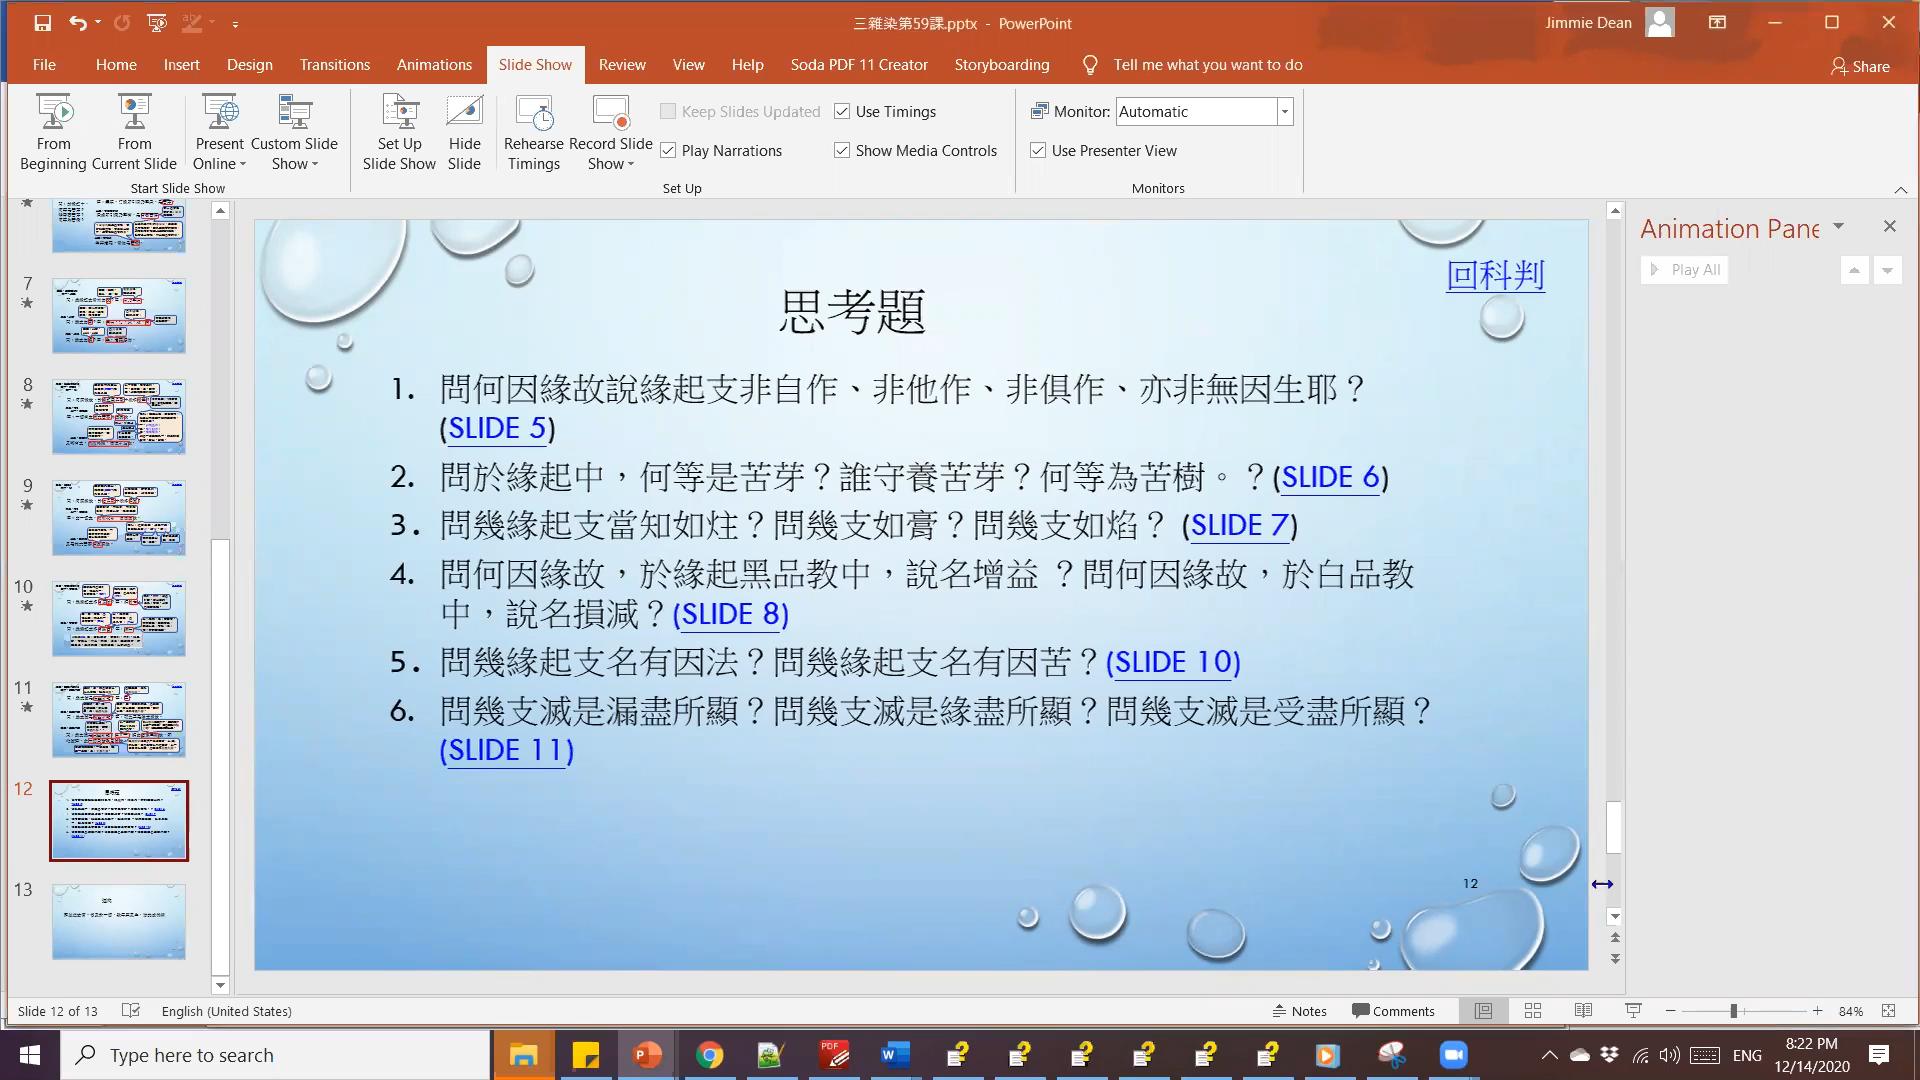 三雜染第59課.pptx - PowerPoint
Jimmie Dean
File Home Insert Design Transitions Animations Slide Show Review View Help Soda PDF 11 Creator Storyboarding Tell me what you want to do Share
From Beginning
From Current Slide
Present Online
Custom Slide Show
Start Slide Show
Set Up Slide Show
Hide Slide
Rehearse Timings
Record Slide Show
Keep Slides Updated
Play Narrations
Use Timings
Show Media Controls
Set Up
Monitor: Automatic
Use Presenter View
Monitors
7
8
9
10
11
12
13
回科判
思考題
1. 問何因緣故說緣起支非自作、非他作、非俱作、亦非無因生耶？
(SLIDE 5)
2. 問於緣起中，何等是苦芽？誰守養苦芽？何等為苦樹。？(SLIDE 6)
3. 問幾緣起支當知如炷？問幾支如膏？問幾支如焰？ (SLIDE 7)
4. 問何因緣故，於緣起黑品教中，說名增益 ？問何因緣故，於白品教
中，說名損減？(SLIDE 8)
5. 問幾緣起支名有因法？問幾緣起支名有因苦？(SLIDE 10)
6. 問幾支滅是漏盡所顯？問幾支滅是緣盡所顯？問幾支滅是受盡所顯？
(SLIDE 11)
12
Animation Pane
Play All
Slide 12 of 13 English (United States) Notes Comments 84%
Type here to search
PDF
ENG
8:22 PM
12/14/2020